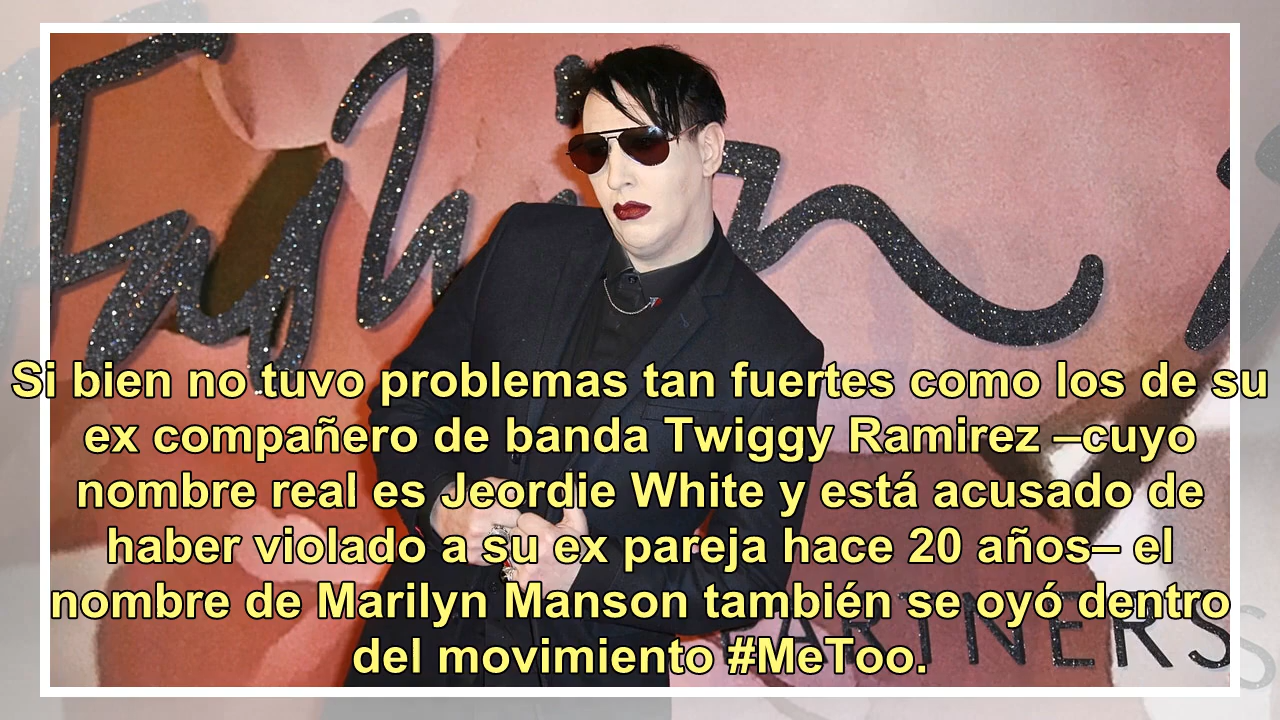 Fashion
PARTNERS
Si bien no tuvo problemas tan fuertes como los de su
ex compañero de banda Twiggy Ramirez –cuyo
nombre real es Jeordie White y está acusado de
haber violado a su ex pareja hace 20 años– el
nombre de Marilyn Manson también se oyó dentro
del movimiento #MeToo.